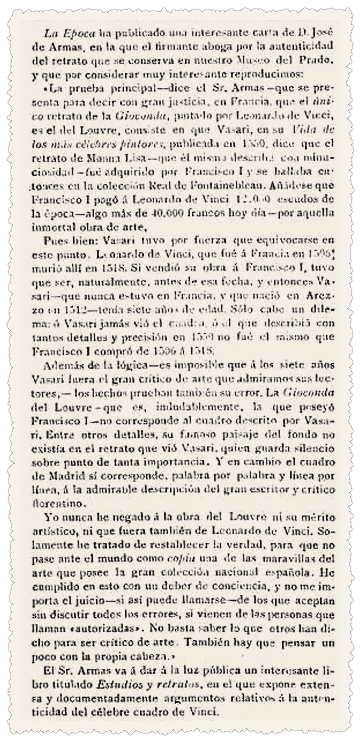 La Epoca ha publicado una interesante carta de D. José
de Armas, en la que el firmante aboga por la autenticidad
del retrato que se conserva en nuestro Museo del Prado,
y que por considerar muy interesante reproducimos:
«La prueba principal—dice el Sr. Armas—que se pre-
senta para decir con gran justicia, en Francia, que el úni-
co retrato de la Gioconda, pintado por Leonardo de Vinci,
es el del Louvre, consiste en que Vasari, en su Vida de
los más célebres pintores, publicada en 1550, dice que el
retrato de Monna Lisa—que él mismo describe con minu-
ciosidad—fué adquirido por Francisco I y se hallaba en-
tonces en la colección Real de Fontainebleau. Añádese que
Francisco I pagó á Leonardo de Vinci escudos de
la época—algo más de 40.000 francos hoy día—por aquella
inmortal obra de arte.
Pues bien: Vasari tuvo por fuerza que equivocarse en
este punto. Leonardo de Vinci, que fué á Francia en 1506,
murió allí en 1518. Si vendió su obra á Francisco I, tuvo
que ser, naturalmente, antes de esa fecha, y entonces Va-
sari—que nunca estuvo en Francia, y que nació en Arez-
zo en 1512—tenía siete años de edad. Sólo cabe un dile-
ma: ó Vasari jamás vió el cuadro, ó el que describió con
tantos detalles y precisión en 1550 no fué el mismo que
Francisco I compró de 1506 á 1518.
Además de la lógica—es imposible que á los siete años
Vasari fuera el gran crítico de arte que admiramos sus lec-
tores,—los hechos prueban también su error. La Gioconda
del Louvre—que es, indudablemente, la que poseyó
Francisco I—no corresponde al cuadro descrito por Vasa-
ri. Entre otros detalles, su famoso paisaje del fondo no
existía en el retrato que vió Vasari, quien guarda silencio
sobre punto de tanta importancia. Y en cambio el cuadro
de Madrid sí corresponde, palabra por palabra y línea por
línea, á la admirable descripción del gran escritor y crítico
florentino.
Yo nunca he negado á la obra del Louvre ni su mérito
artístico, ni que fuera también de Leonardo de Vinci. So-
lamente he tratado de restablecer la verdad, para que no
pase ante el mundo como copia una de las maravillas del
arte que posee la gran colección nacional española. He
cumplido en esto con un deber de conciencia, y no me im-
porta el juicio—si así puede llamarse—de los que aceptan
sin discutir todos los errores, si vienen de las personas que
llaman «autorizadas». No basta saber lo que otros han di-
cho para ser crítico de arte. También hay que pensar un
poco con la propia cabeza.»
El Sr. Armas va á dar á la luz pública un interesante li-
bro titulado Estudios y retratos, en el que expone exten-
sa y documentadamente argumentos relativos á la auten-
ticidad del célebre cuadro de Vinci.